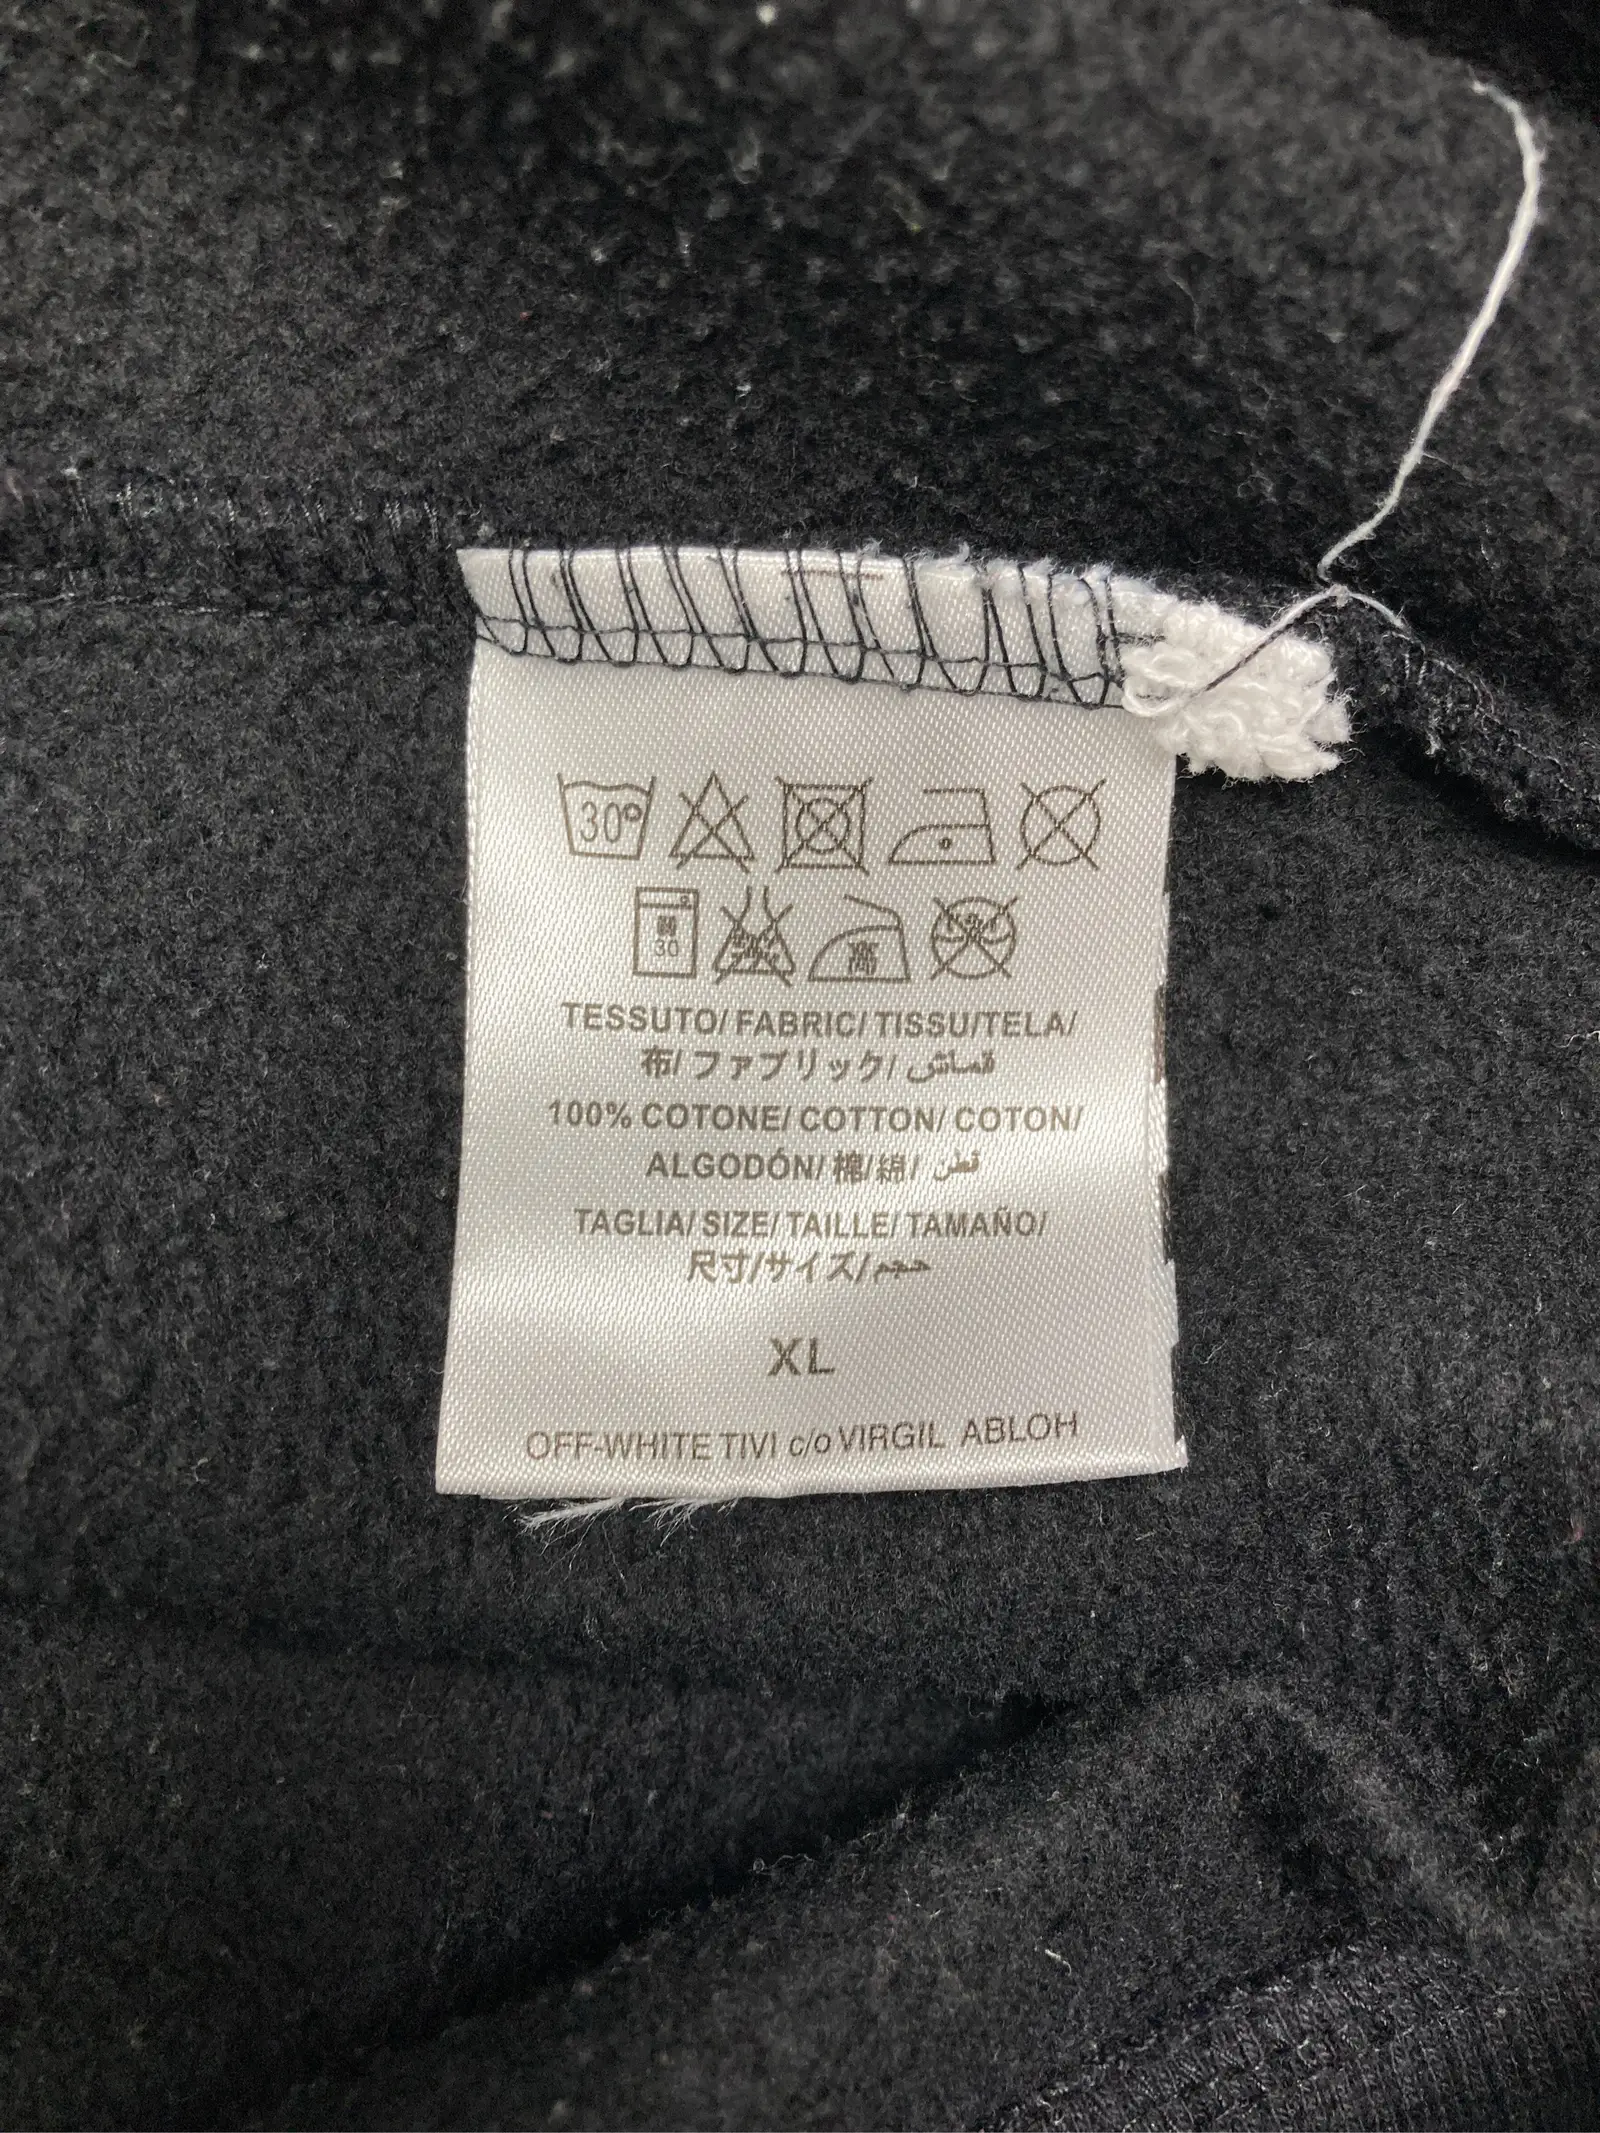 30°
30
高
TESSUTO/ FABRIC/ TISSU/TELA/
布/ ファブリック/ قماش
100% COTONE/ COTTON/ COTON/
ALGODÓN/ 棉/綿/ قطن
TAGLIA/ SIZE/ TAILLE/ TAMAÑO/
尺寸/サイズ/ حجم
XL
OFF-WHITE TIVI c/o VIRGIL ABLOH